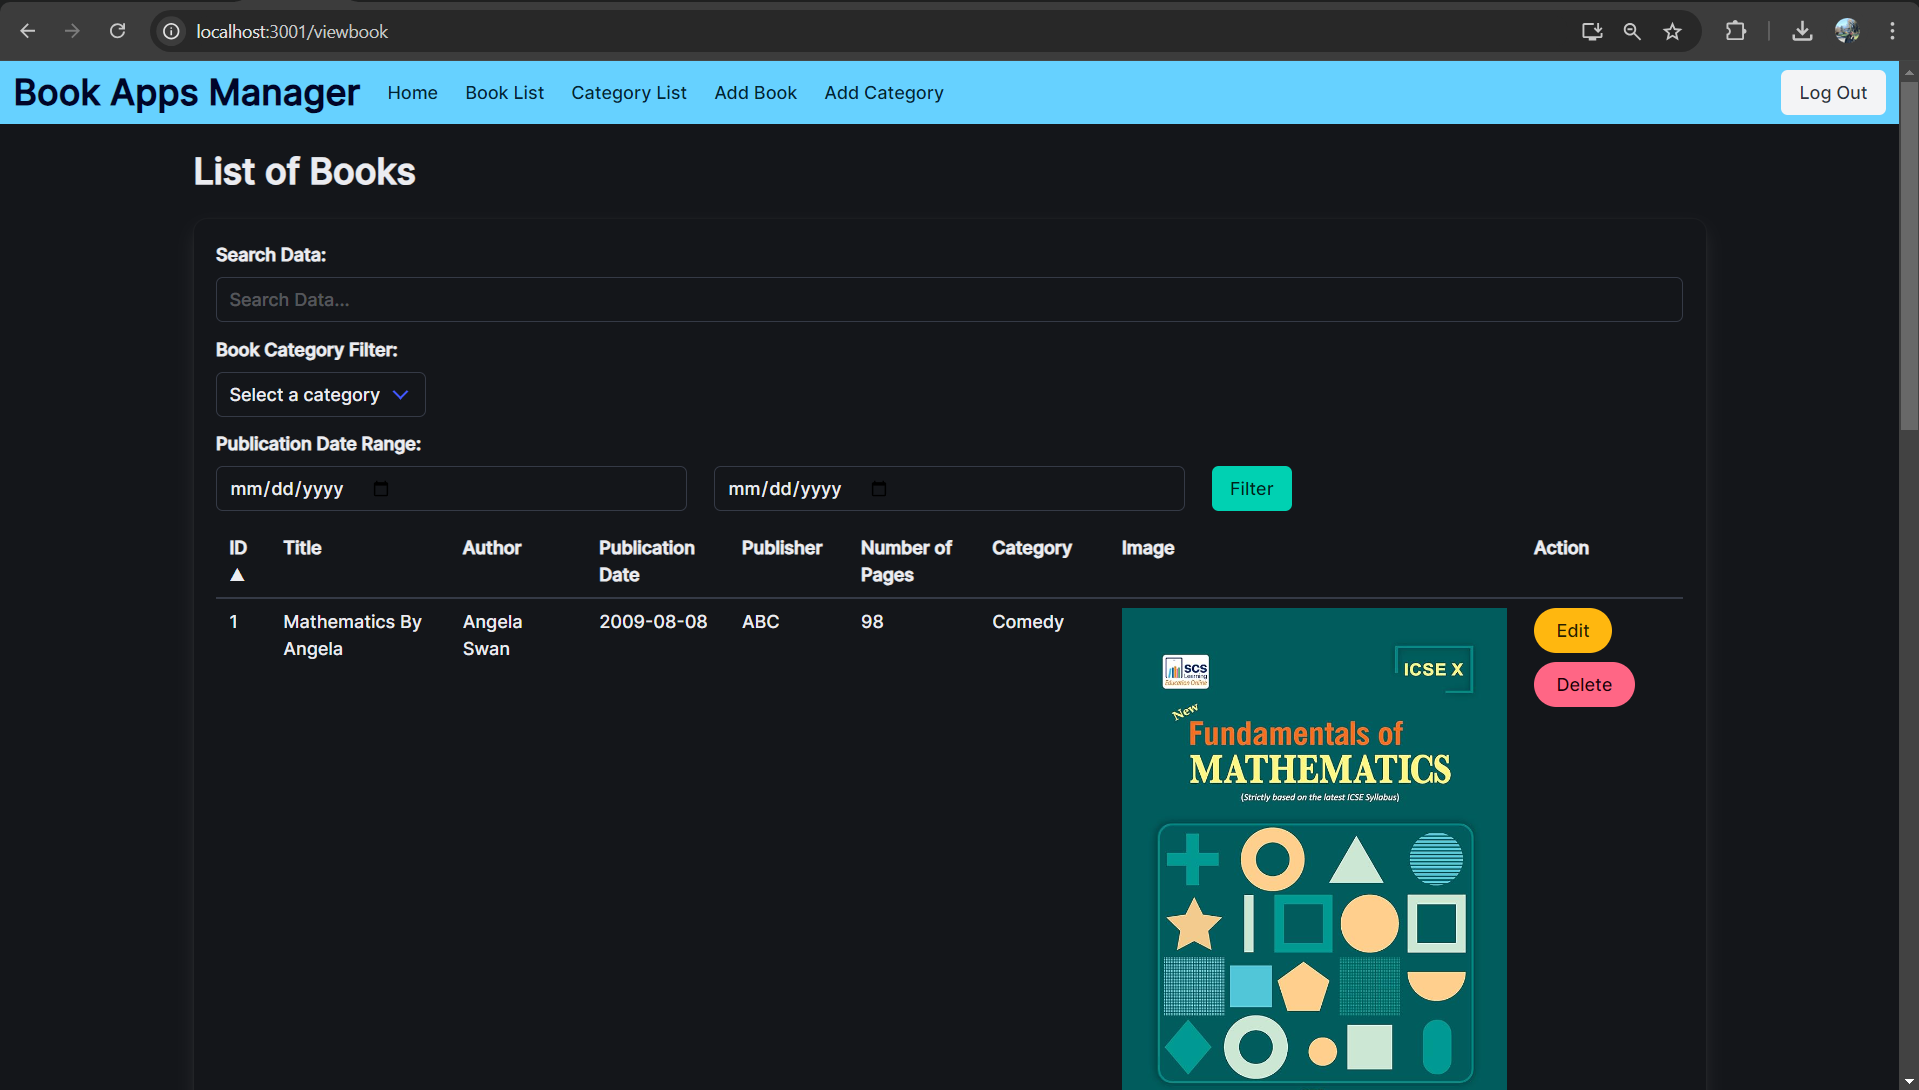 localhost:3001/viewbook
Book Apps Manager Home Book List Category List Add Book Add Category Log Out
List of Books
Search Data:
Search Data...
Book Category Filter:
Select a category
Publication Date Range:
mm/dd/yyyy mm/dd/yyyy Filter
ID ▲ Title Author Publication Date Publisher Number of Pages Category Image Action
1 Mathematics By Angela Angela Swan 2009-08-08 ABC 98 Comedy
Edit
Delete
SCS
Learning
Education Online
ICSE X
New
Fundamentals of
MATHEMATICS
(Strictly based on the latest ICSE Syllabus)